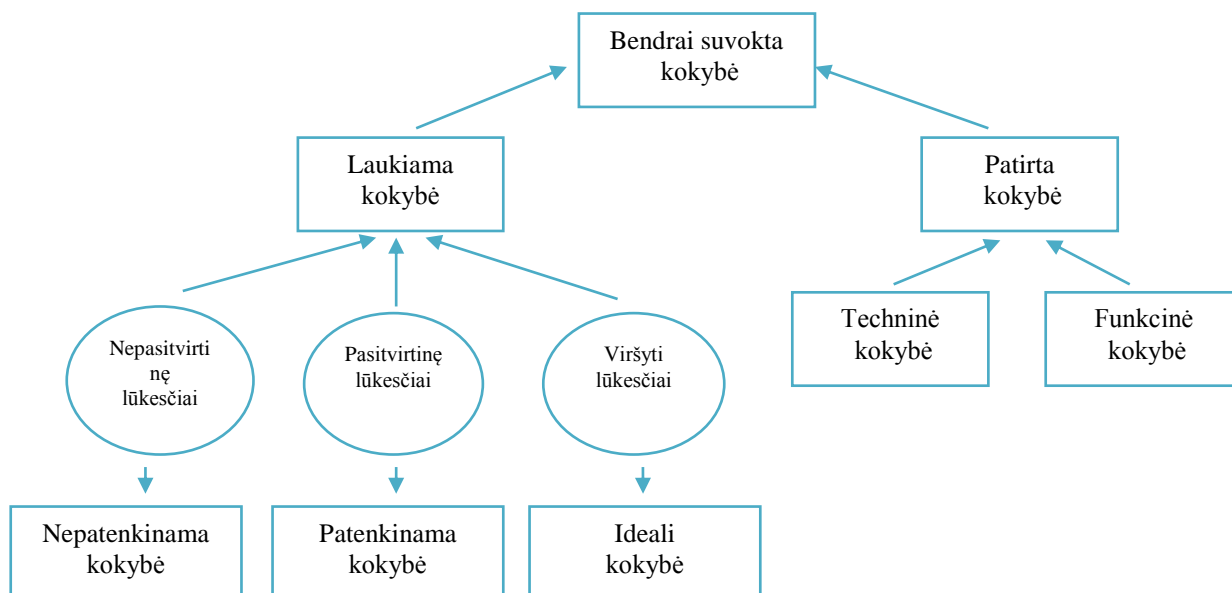 Bendrai suvokta
kokybė
Laukiama
kokybė
Patirta
kokybė
Techninė
kokybė
Funkcinė
kokybė
Nepasitvirti
nę
lūkesčiai
Pasitvirtinę
lūkesčiai
Viršyti
lūkesčiai
Nepatenkinama
kokybė
Patenkinama
kokybė
Ideali
kokybė